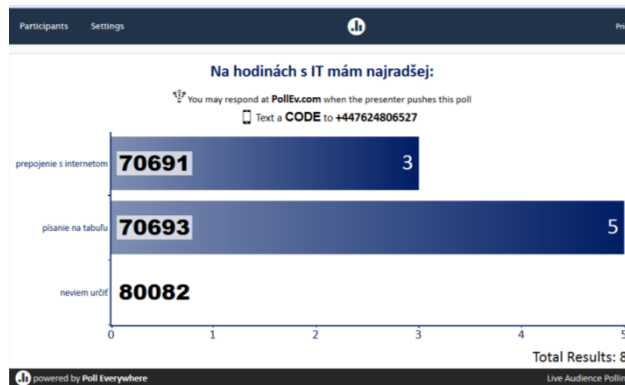 Participants Settings
Na hodinách s IT mám najradšej:
You may respond at PollEv.com when the presenter pushes this poll
Text a CODE to +447624806527
prepojenie s internetom 70691 3
písanie na tabuľu 70693 5
neviem určiť 80082
0 1 2 3 4 5
Total Results: 8
powered by Poll Everywhere Live Audience Pollin